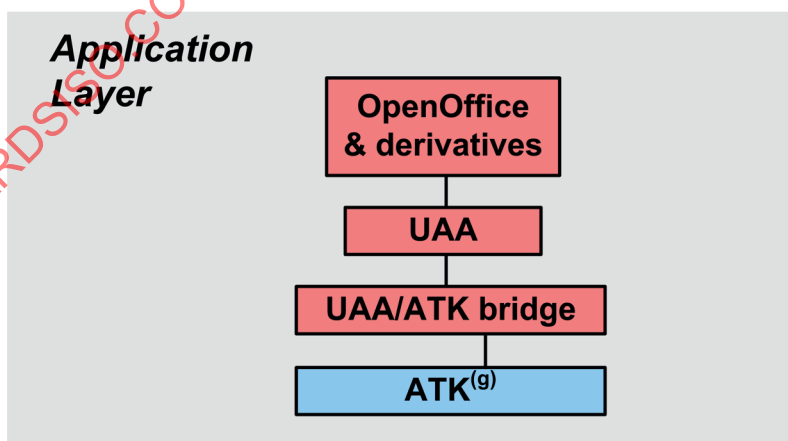 Application
Layer
OpenOffice
& derivatives
UAA
UAA/ATK bridge
ATK(g)